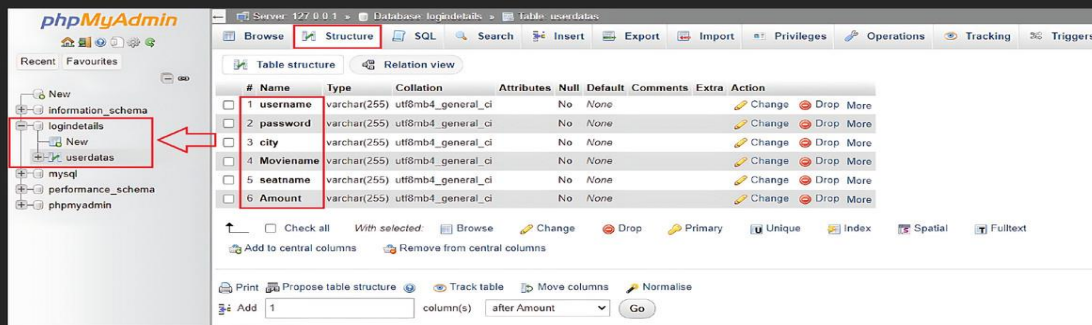 phpMyAdmin
Recent Favourites
New
information_schema
logindetails
New
userdatas
mysql
performance_schema
phpmyadmin
Server: 127.0.0.1 » Database: logindetails » Table: userdatas
Browse Structure SQL Search Insert Export Import Privileges Operations Tracking Triggers
Table structure Relation view
# Name Type Collation Attributes Null Default Comments Extra Action
1 username varchar(255) utf8mb4_general_ci No None Change Drop More
2 password varchar(255) utf8mb4_general_ci No None Change Drop More
3 city varchar(255) utf8mb4_general_ci No None Change Drop More
4 Moviename varchar(255) utf8mb4_general_ci No None Change Drop More
5 seatname varchar(255) utf8mb4_general_ci No None Change Drop More
6 Amount varchar(255) utf8mb4_general_ci No None Change Drop More
Check all With selected: Browse Change Drop Primary Unique Index Spatial Fulltext
Add to central columns Remove from central columns
Print Propose table structure Track table Move columns Normalise
Add 1 column(s) after Amount Go